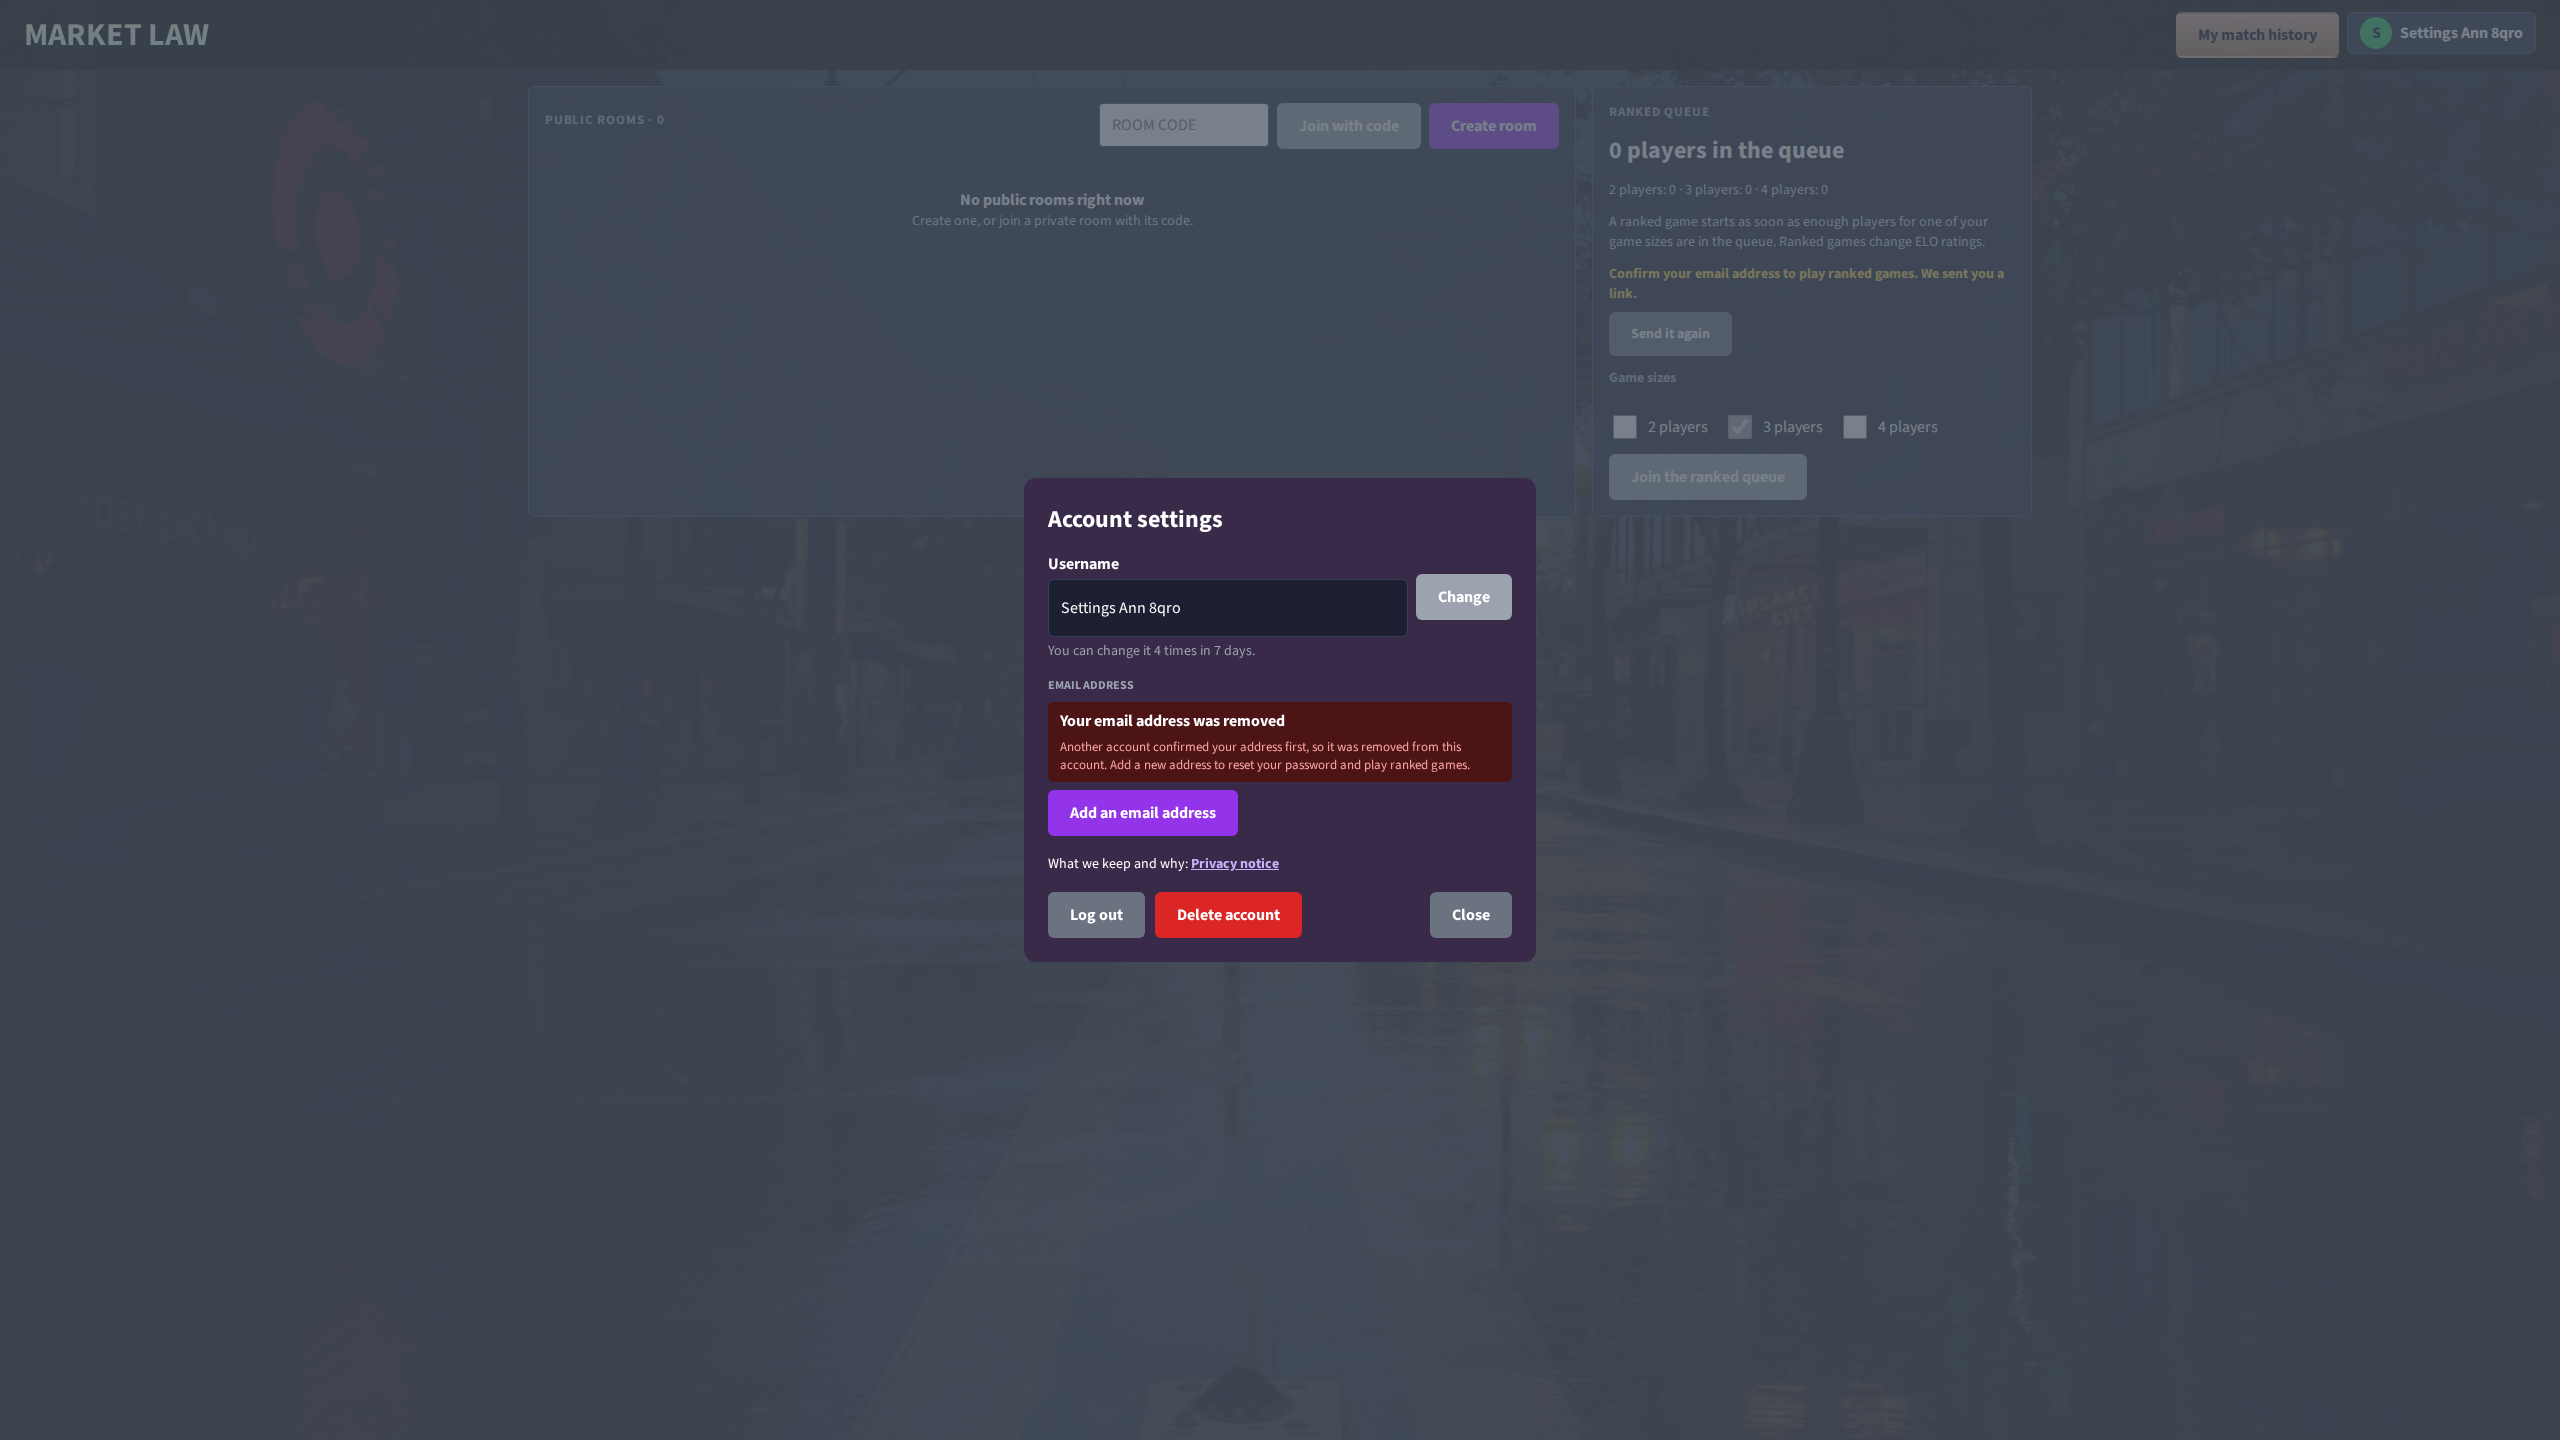 MARKET LAW
My match history
S
Settings Ann 8qro
PUBLIC ROOMS · 0
ROOM CODE
Join with code
Create room
No public rooms right now
Create one, or join a private room with its code.
RANKED QUEUE
0 players in the queue
2 players: 0 · 3 players: 0 · 4 players: 0
A ranked game starts as soon as enough players for one of your
game sizes are in the queue. Ranked games change ELO ratings.
Confirm your email address to play ranked games. We sent you a
link.
Send it again
Game sizes
2 players
3 players
4 players
Join the ranked queue
order pickup
SNEAKER
CITY
Account settings
Username
Settings Ann 8qro
Change
You can change it 4 times in 7 days.
EMAIL ADDRESS
Your email address was removed
Another account confirmed your address first, so it was removed from this
account. Add a new address to reset your password and play ranked games.
Add an email address
What we keep and why: Privacy notice
Log out
Delete account
Close